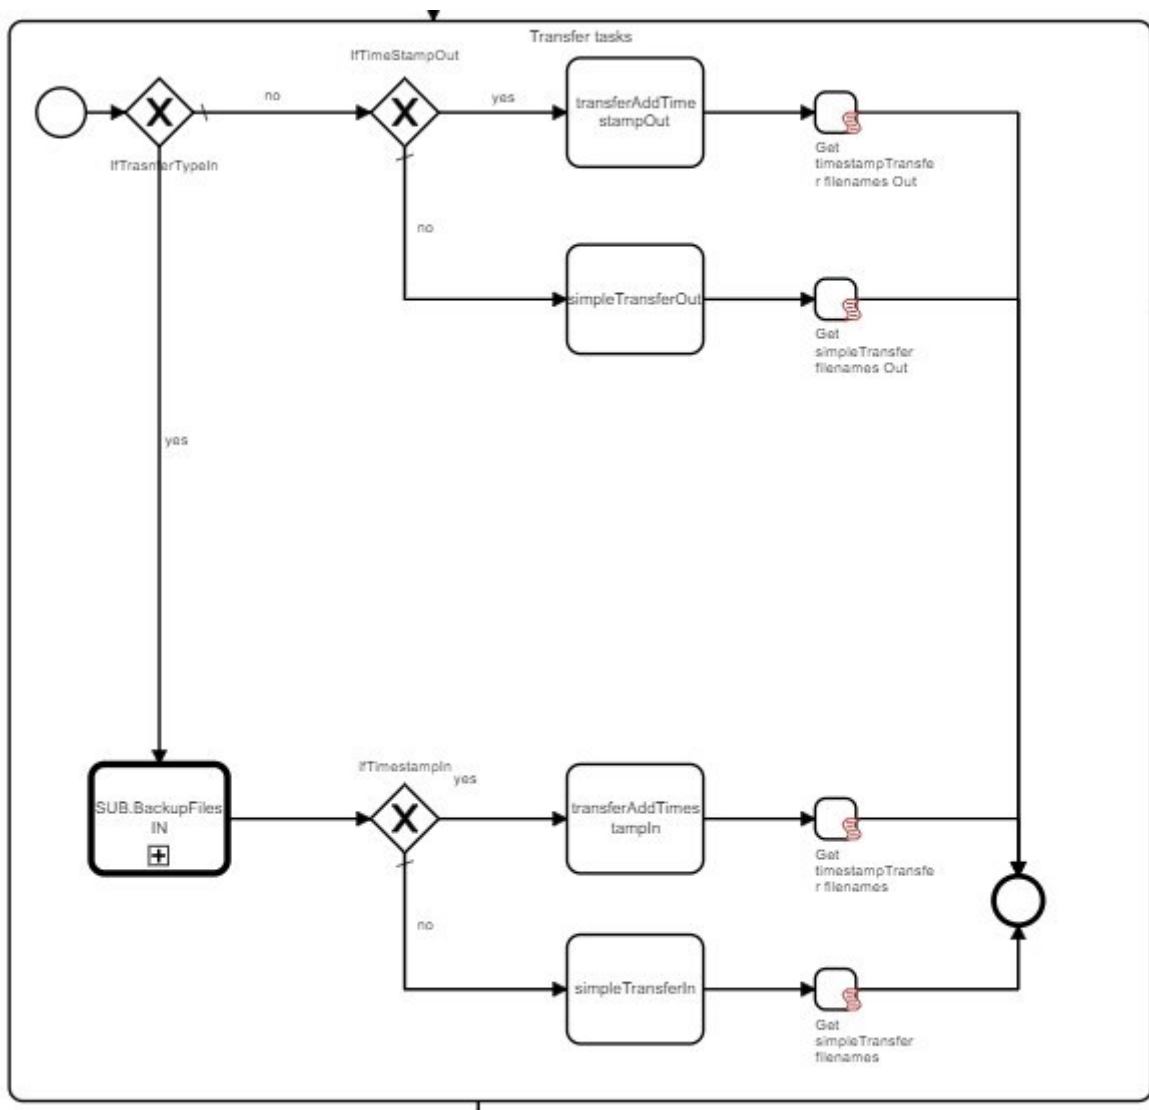 Transfer tasks
IfTimeStampOut
no
yes
transferAddTime
stampOut
IfTrasnferTypeIn
Get
timestampTransfe
r filenames Out
no
simpleTransferOut
Get
simpleTransfer
filenames Out
yes
IfTimestampIn
yes
SUB.BackupFiles
IN
transferAddTimes
tampIn
Get
timestampTransfe
r filenames
no
simpleTransferIn
Get
simpleTransfer
filenames